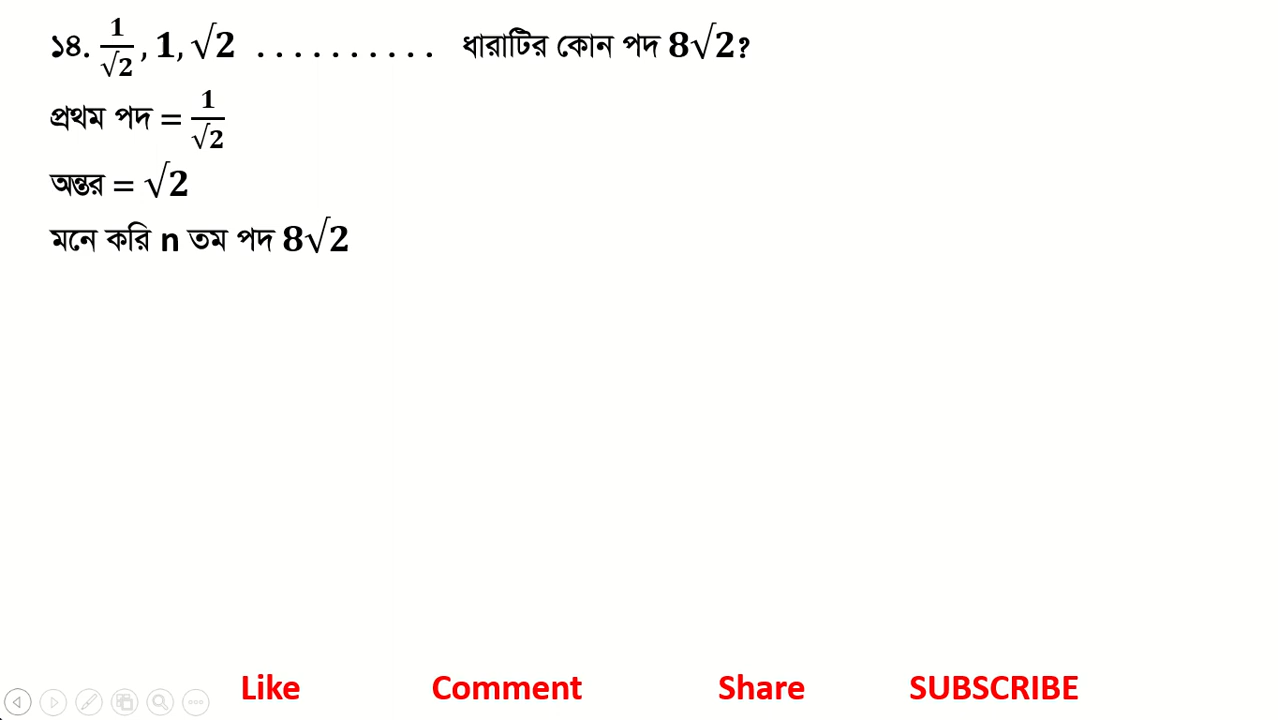 ১৪. 1/√2, 1, √2 . . . . . . . . . . ধারাটির কোন পদ 8√2?
প্রথম পদ = 1/√2
অন্তর = √2
মনে করি n তম পদ 8√2
Like Comment Share SUBSCRIBE